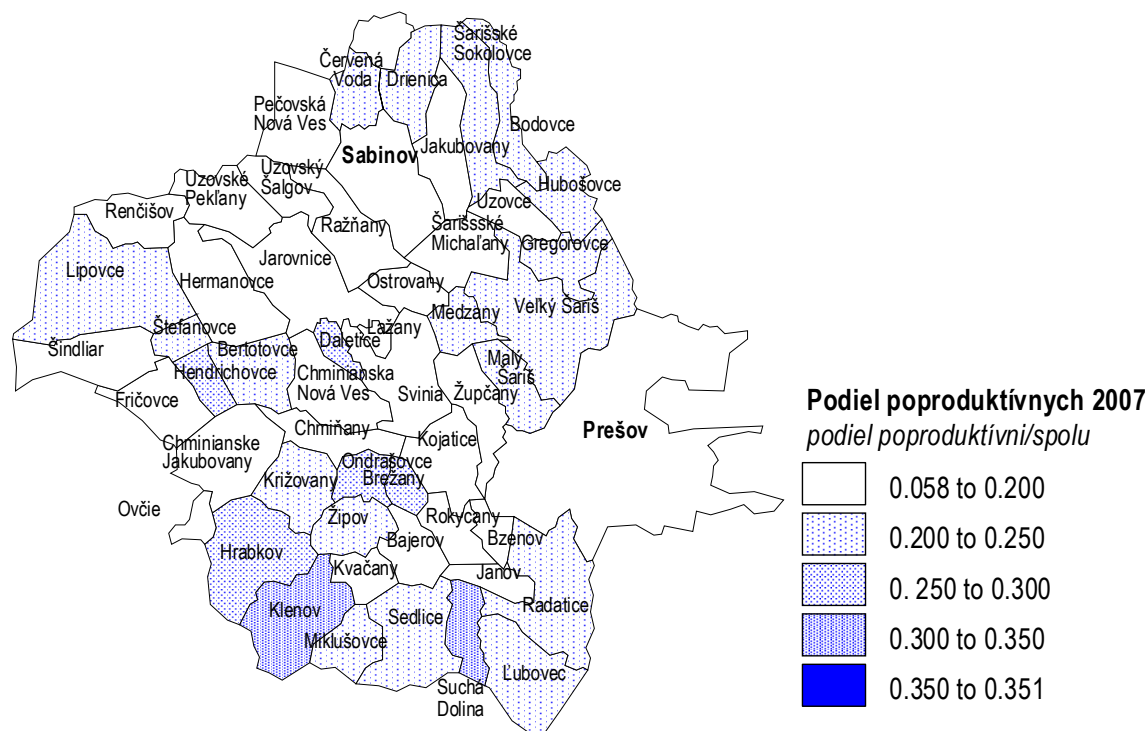 Šarišské
Sokolovce
Červená
Voda
Drienica
Pečovská
Nová Ves
Bodovce
Jakubovany
Sabinov
Uzovský
Šalgov
Hubošovce
Uzovské
Pekľany
Uzovce
Renčišov
Ražňany
Šarišsské
Michaľany
Gregorovce
Jarovnice
Lipovce
Hermanovce
Ostrovany
Medzany
Veľký Šariš
Štefanovce
Lažany
Daletice
Šindliar
Bertotovce
Malý
Šariš
Hendrichovce
Chminianska
Nová Ves
Svinia
Župčany
Fričovce
Chmiňany
Prešov
Chminianske
Jakubovany
Kojatice
Ondrašovce
Brežany
Križovany
Ovčie
Rokycany
Žipov
Bajerov
Bzenov
Hrabkov
Kvačany
Janov
Klenov
Sedlice
Radatice
Miklušovce
Ľubovec
Suchá
Dolina
Podiel poproduktívnych 2007
podiel poproduktívni/spolu
0.058 to 0.200
0.200 to 0.250
0. 250 to 0.300
0.300 to 0.350
0.350 to 0.351